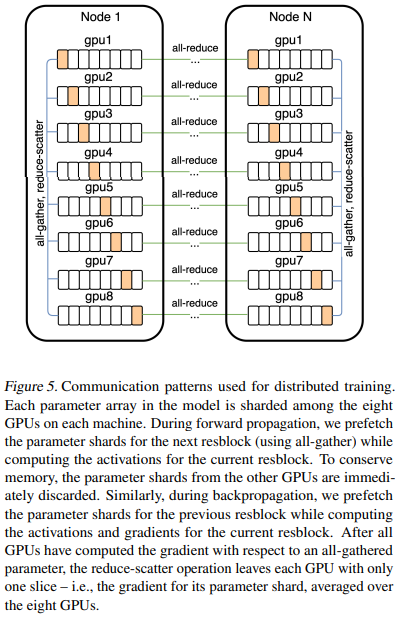 Node 1
Node N
gpu1
all-reduce
...
gpu1
gpu2
all-reduce
...
gpu2
gpu3
all-reduce
...
gpu3
gpu4
all-reduce
...
gpu4
gpu5
all-reduce
...
gpu5
gpu6
all-reduce
...
gpu6
gpu7
all-reduce
...
gpu7
gpu8
all-reduce
...
gpu8
all-gather, reduce-scatter
all-gather, reduce-scatter
Figure 5. Communication patterns used for distributed training.
Each parameter array in the model is sharded among the eight
GPUs on each machine. During forward propagation, we prefetch
the parameter shards for the next resblock (using all-gather) while
computing the activations for the current resblock. To conserve
memory, the parameter shards from the other GPUs are immedi-
ately discarded. Similarly, during backpropagation, we prefetch
the parameter shards for the previous resblock while computing
the activations and gradients for the current resblock. After all
GPUs have computed the gradient with respect to an all-gathered
parameter, the reduce-scatter operation leaves each GPU with only
one slice – i.e., the gradient for its parameter shard, averaged over
the eight GPUs.